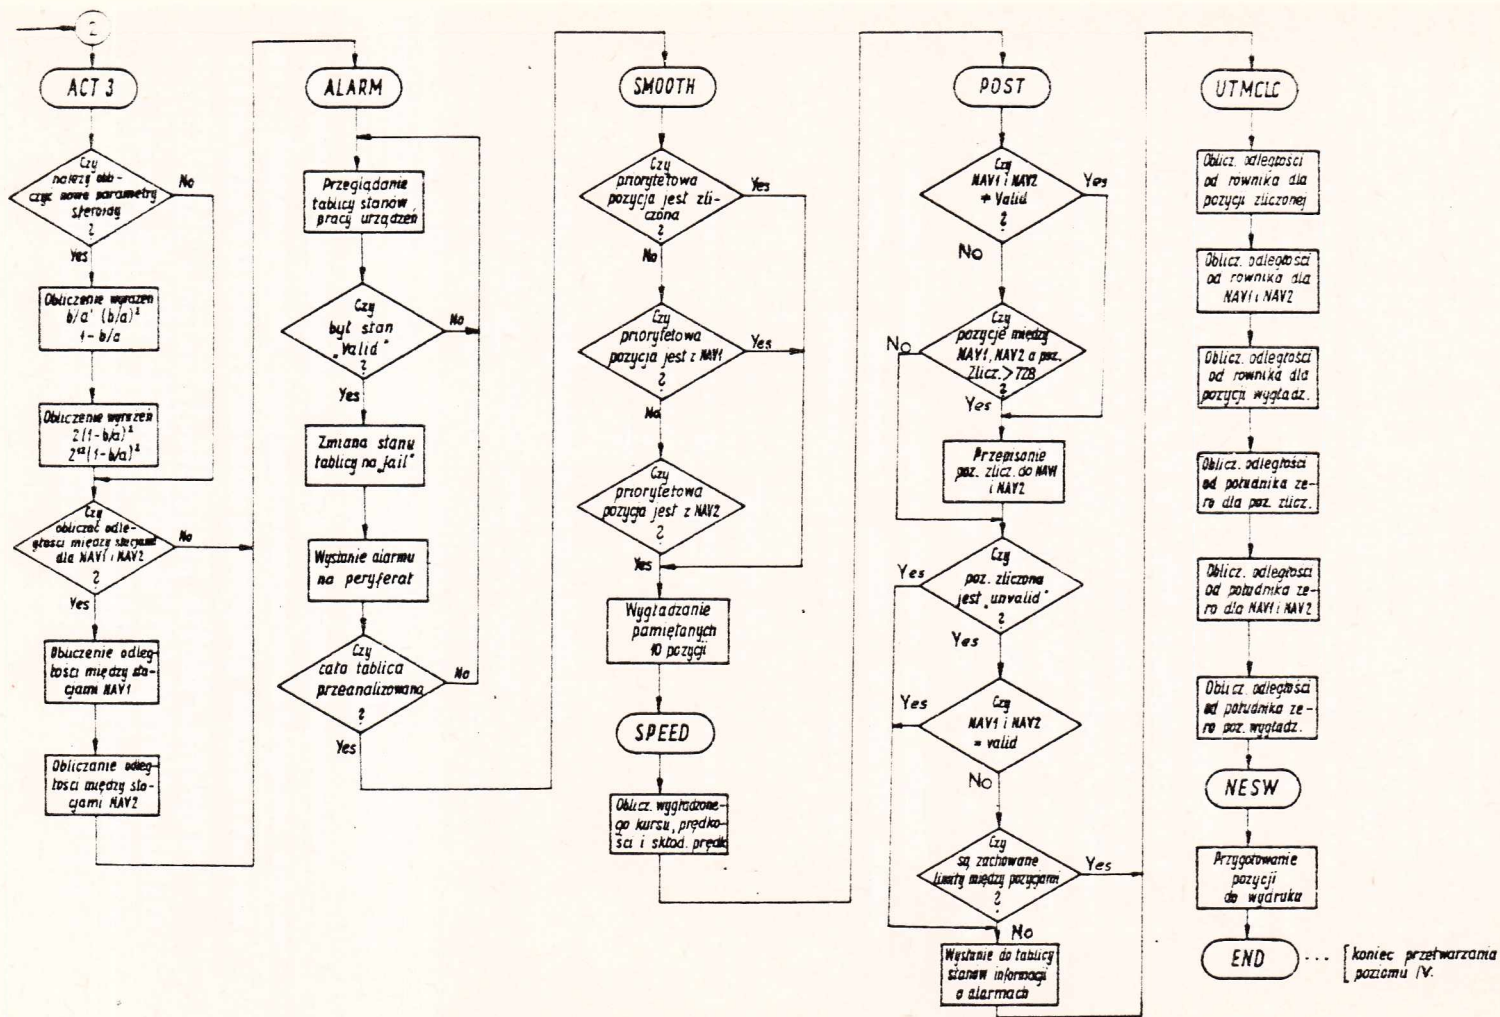 2
ACT 3
Czy
należy obli-
czyć nowe parametry
steroidy
?
No
Yes
Obliczenie wyrażeń
b/a' (b/a)²
1 - b/a
Obliczenie wyrażeń
2(1-b/a)²
(1-b/a)²
Czy
obliczać odle-
głości między stacjami
dla NAV1 i NAV2
?
No
Yes
Obliczenie odleg-
łości między sta-
cjami NAV1
Obliczanie odleg-
łości między sta-
cjami NAV2
ALARM
Przeglądanie
tablicy stanów
pracy urządzeń
Czy
był stan
„Valid"
?
No
Yes
Zmiana stanu
tablicy na „fail"
Wysłanie alarmu
na peryferał
Czy
cała tablica
przeanalizowana
?
No
Yes
SMOOTH
Czy
priorytetowa
pozycja jest zli-
czona
?
Yes
No
Czy
priorytetowa
pozycja jest z NAV1
?
Yes
No
Czy
priorytetowa
pozycja jest z NAV2
?
Yes
Wygładzanie
pamiętanych
10 pozycji
SPEED
Oblicz. wygładzone-
go kursu, prędko-
ści i skład. prędk
POST
Czy
NAV1 i NAV2
≠ Valid
?
Yes
No
Czy
pozycje między
NAV1, NAV2 a poz.
Zlicz. > 728
?
No
Yes
Przepisanie
poz. zlicz. do NAV1
i NAV2
Czy
poz. zliczona
jest „unvalid"
?
Yes
Yes
Czy
NAV1 i NAV2
= valid
Yes
No
Czy
są zachowane
limity między pozycjami
?
Yes
No
Wysłanie do tablicy
stanów informacji
o alarmach
UTMCLC
Oblicz. odległości
od równika dla
pozycji zliczonej
Oblicz. odległości
od równika dla
NAV1 i NAV2
Oblicz. odległości
od równika dla
pozycji wygładz.
Oblicz. odległości
od południka ze-
ro dla poz. zlicz.
Oblicz. odległości
od południka ze-
ro dla NAV1 i NAV2
Oblicz. odległości
od południka ze-
ro poz. wygładz.
NESW
Przygotowanie
pozycji
do wydruku
END
... [koniec przetwarzania
poziomu IV.